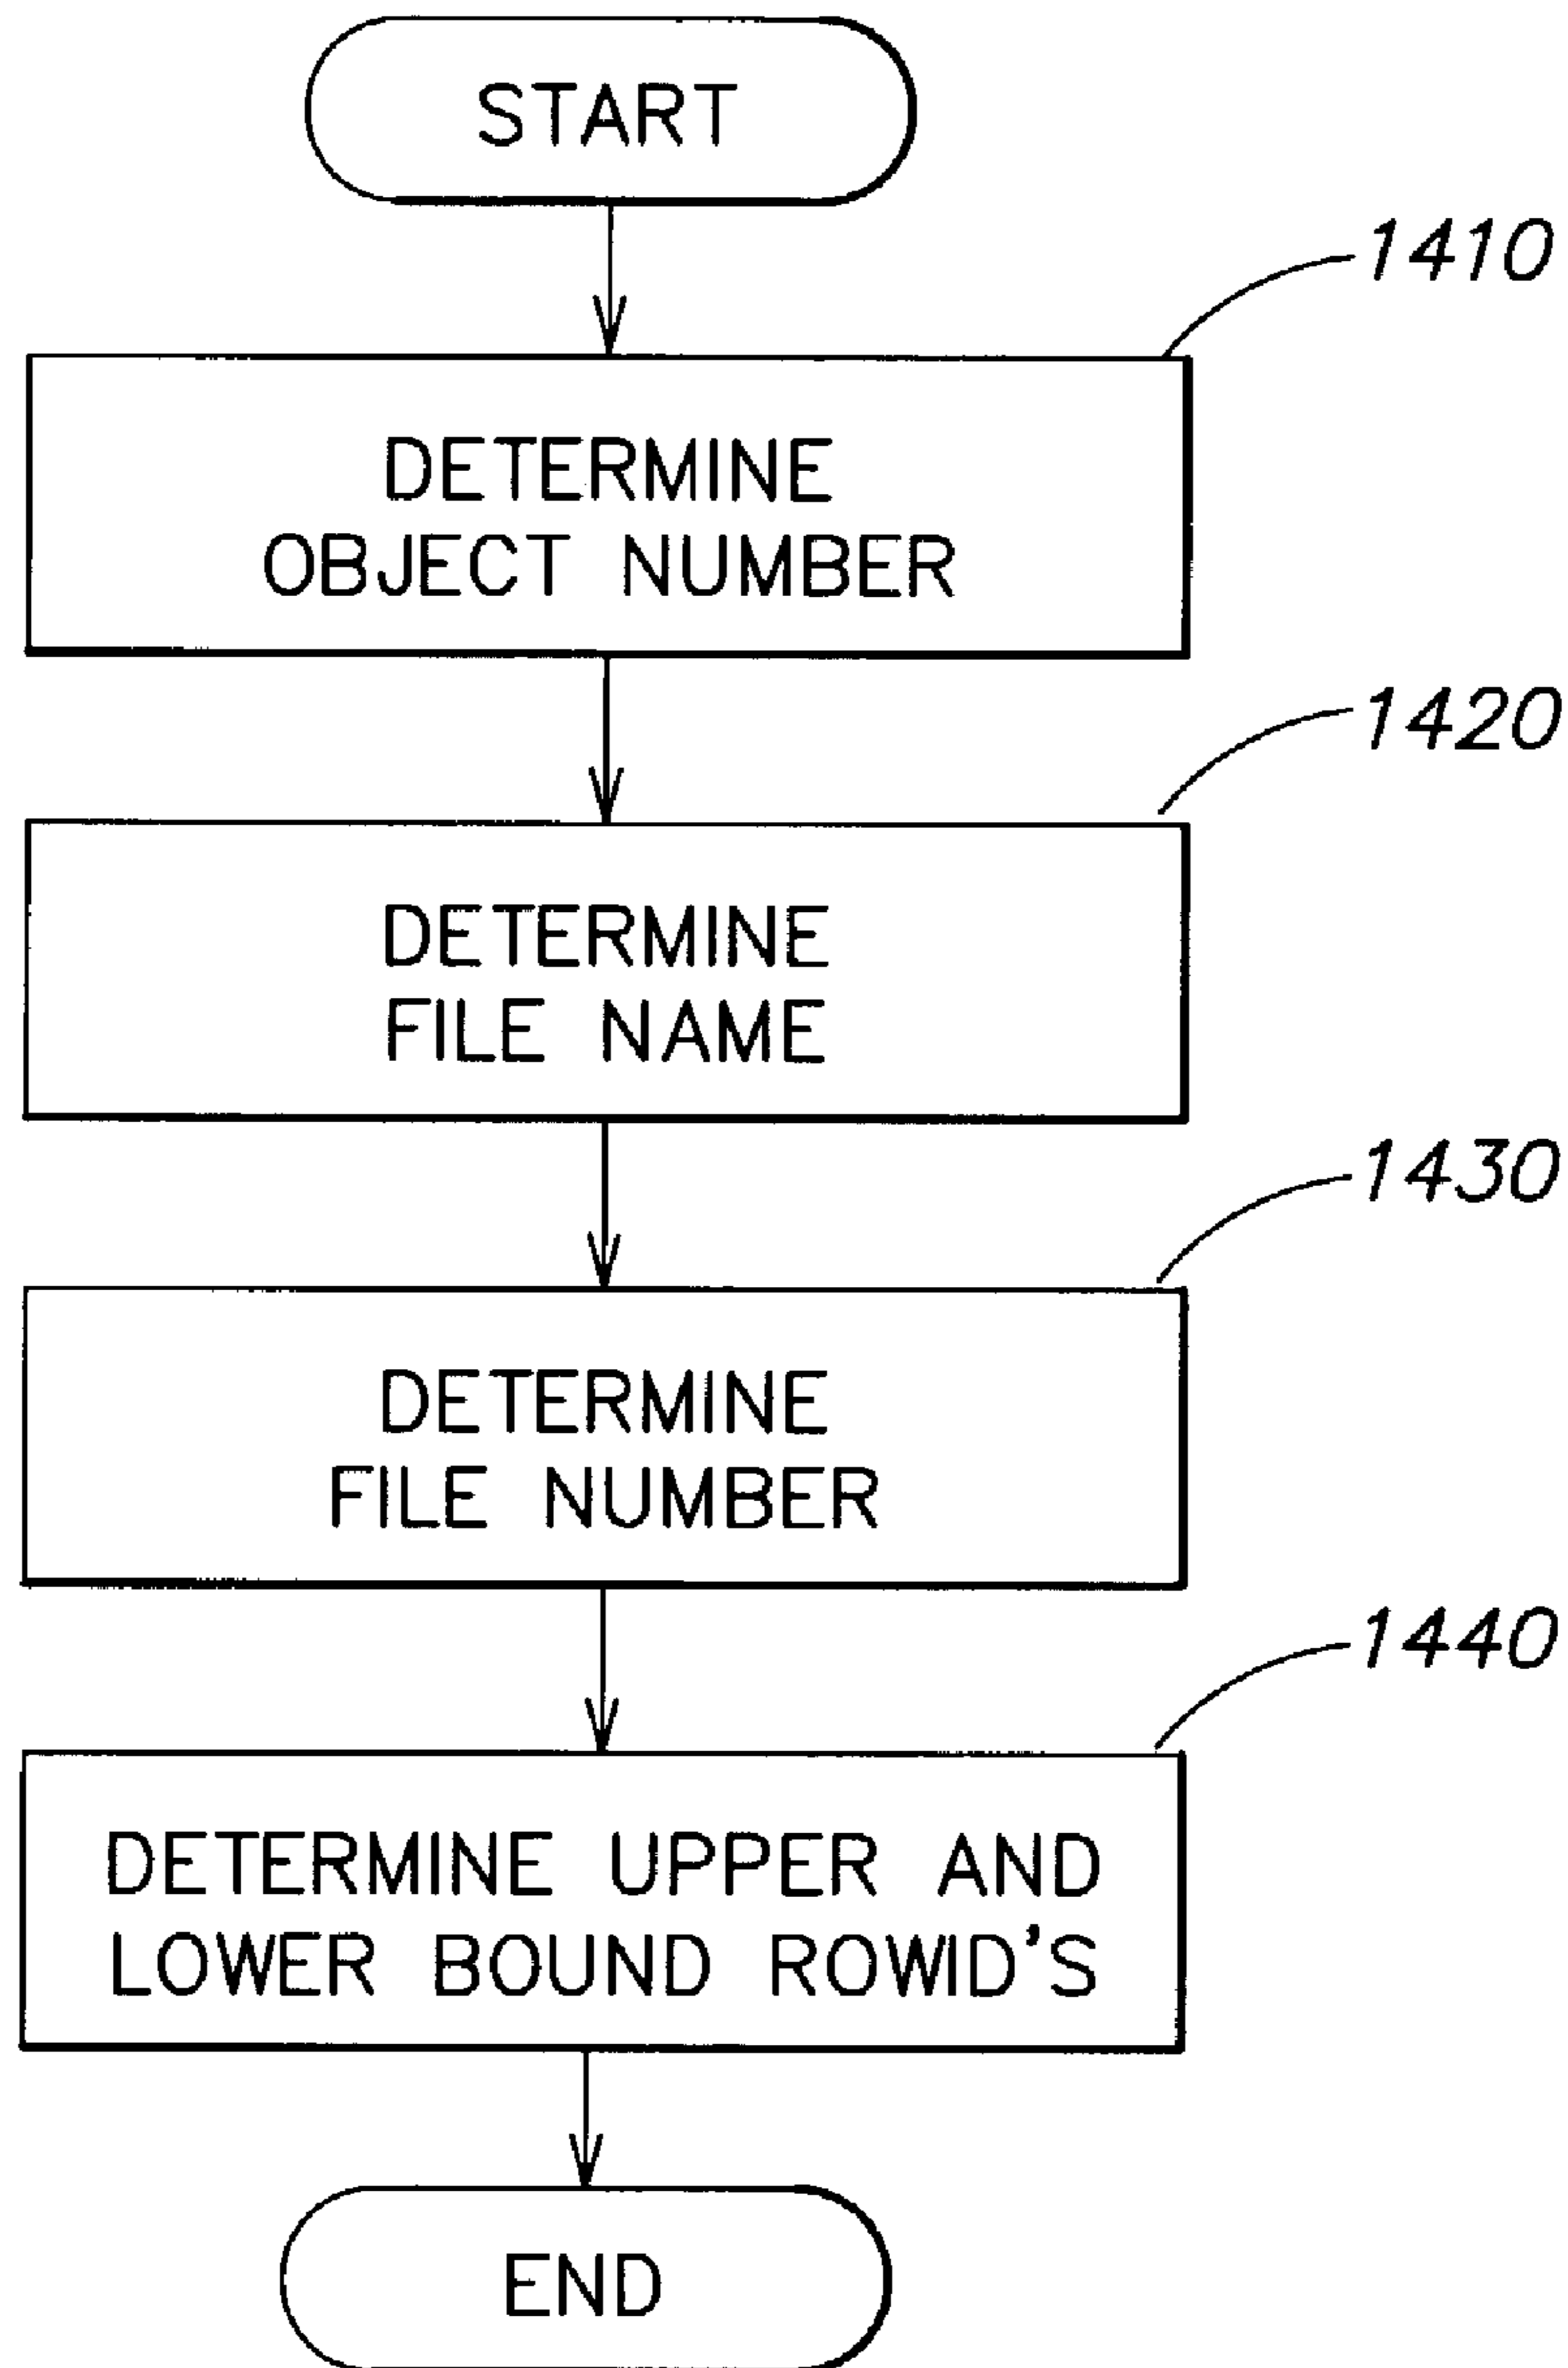 START
1410
DETERMINE
OBJECT NUMBER
1420
DETERMINE
FILE NAME
1430
DETERMINE
FILE NUMBER
1440
DETERMINE UPPER AND
LOWER BOUND ROWID'S
END